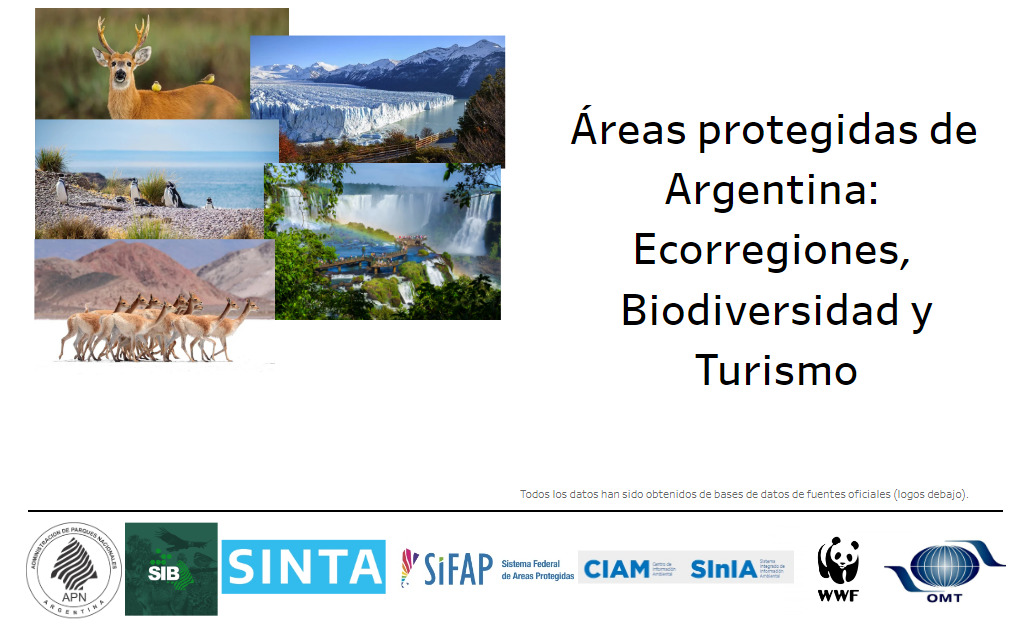 Áreas protegidas de
Argentina:
Ecorregiones,
Biodiversidad y
Turismo
Todos los datos han sido obtenidos de bases de datos de fuentes oficiales (logos debajo).
ADMINISTRACIÓN DE PARQUES NACIONALES
APN
ARGENTINA
SIB
SINTA
SiFAP
Sistema Federal
de Areas Protegidas
CIAM
Centro de
Información
Ambiental
SInIA
Sistema
Integrado de
Información
Ambiental
WWF
OMT